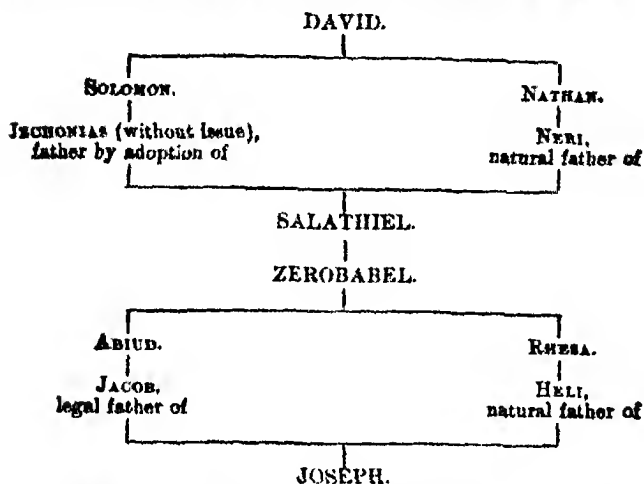 DAVID.
SOLOMON.
NATHAN.
JECHONIAS (without issue),
father by adoption of
NERI,
natural father of
SALATHIEL.
ZEROBABEL.
ABIUD.
RHESA.
JACOB,
legal father of
HELI,
natural father of
JOSEPH.